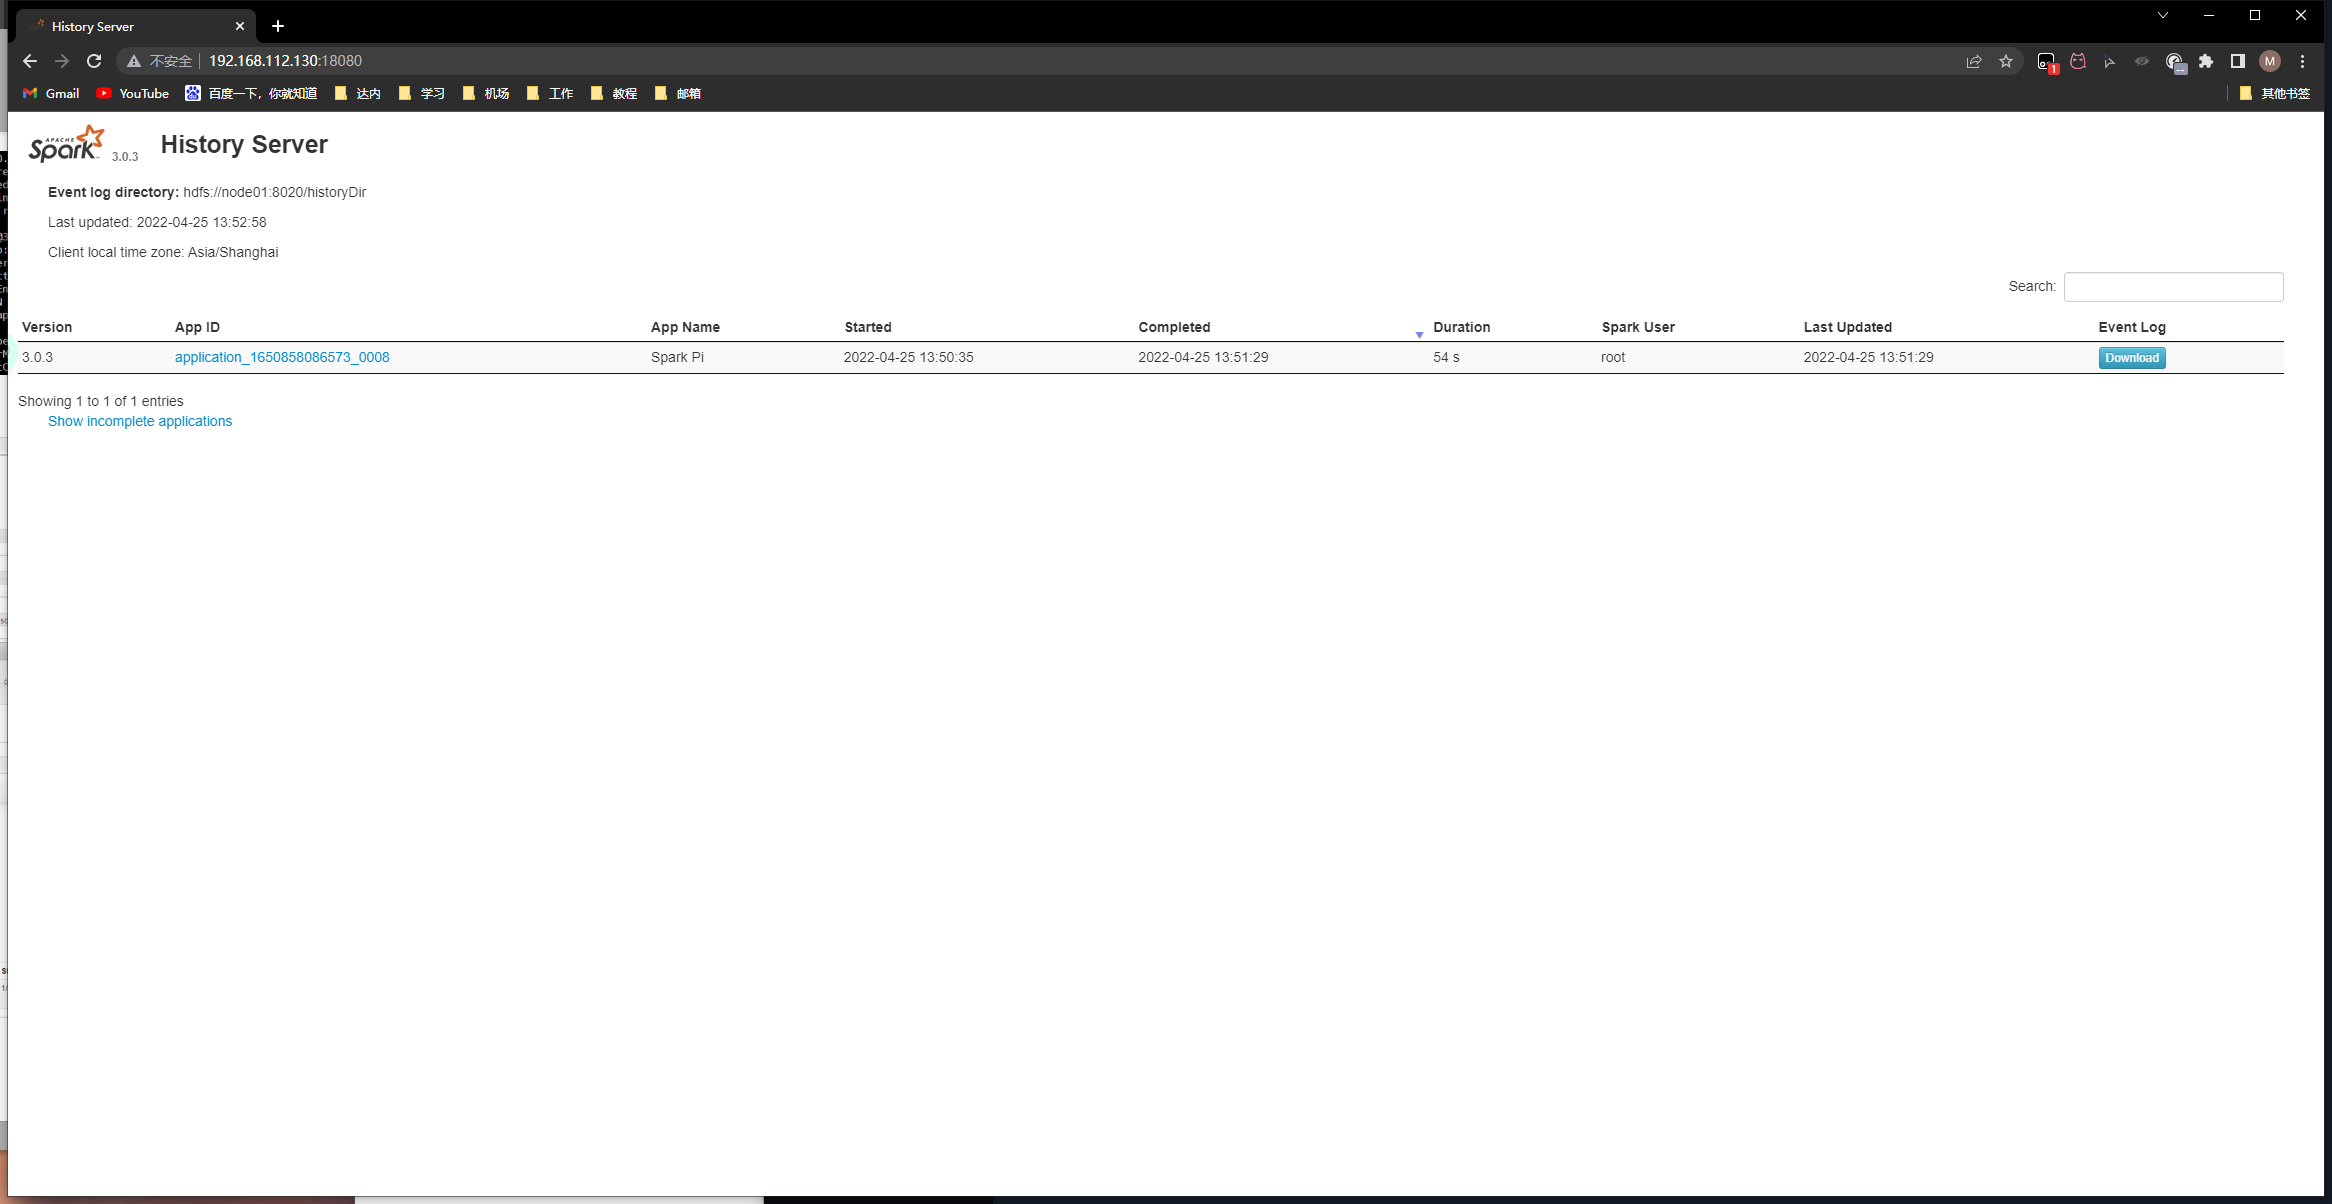 History Server
不安全 192.168.112.130:18080
1
M
Gmail YouTube 百度一下，你就知道 达内 学习 机场 工作 教程 邮箱 其他书签
APACHE Spark 3.0.3 History Server
Event log directory: hdfs://node01:8020/historyDir
Last updated: 2022-04-25 13:52:58
Client local time zone: Asia/Shanghai
Search:
Version App ID App Name Started Completed Duration Spark User Last Updated Event Log
3.0.3 application_1650858086573_0008 Spark Pi 2022-04-25 13:50:35 2022-04-25 13:51:29 54 s root 2022-04-25 13:51:29 Download
Showing 1 to 1 of 1 entries
Show incomplete applications